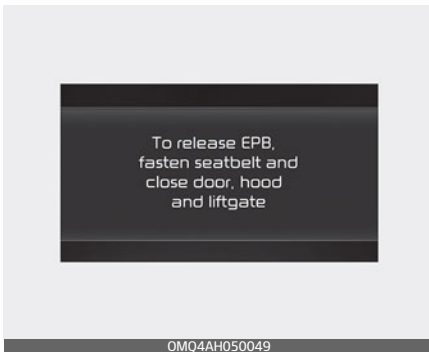 To release EPB,
fasten seatbelt and
close door, hood
and liftgate
OMQ4AH050049